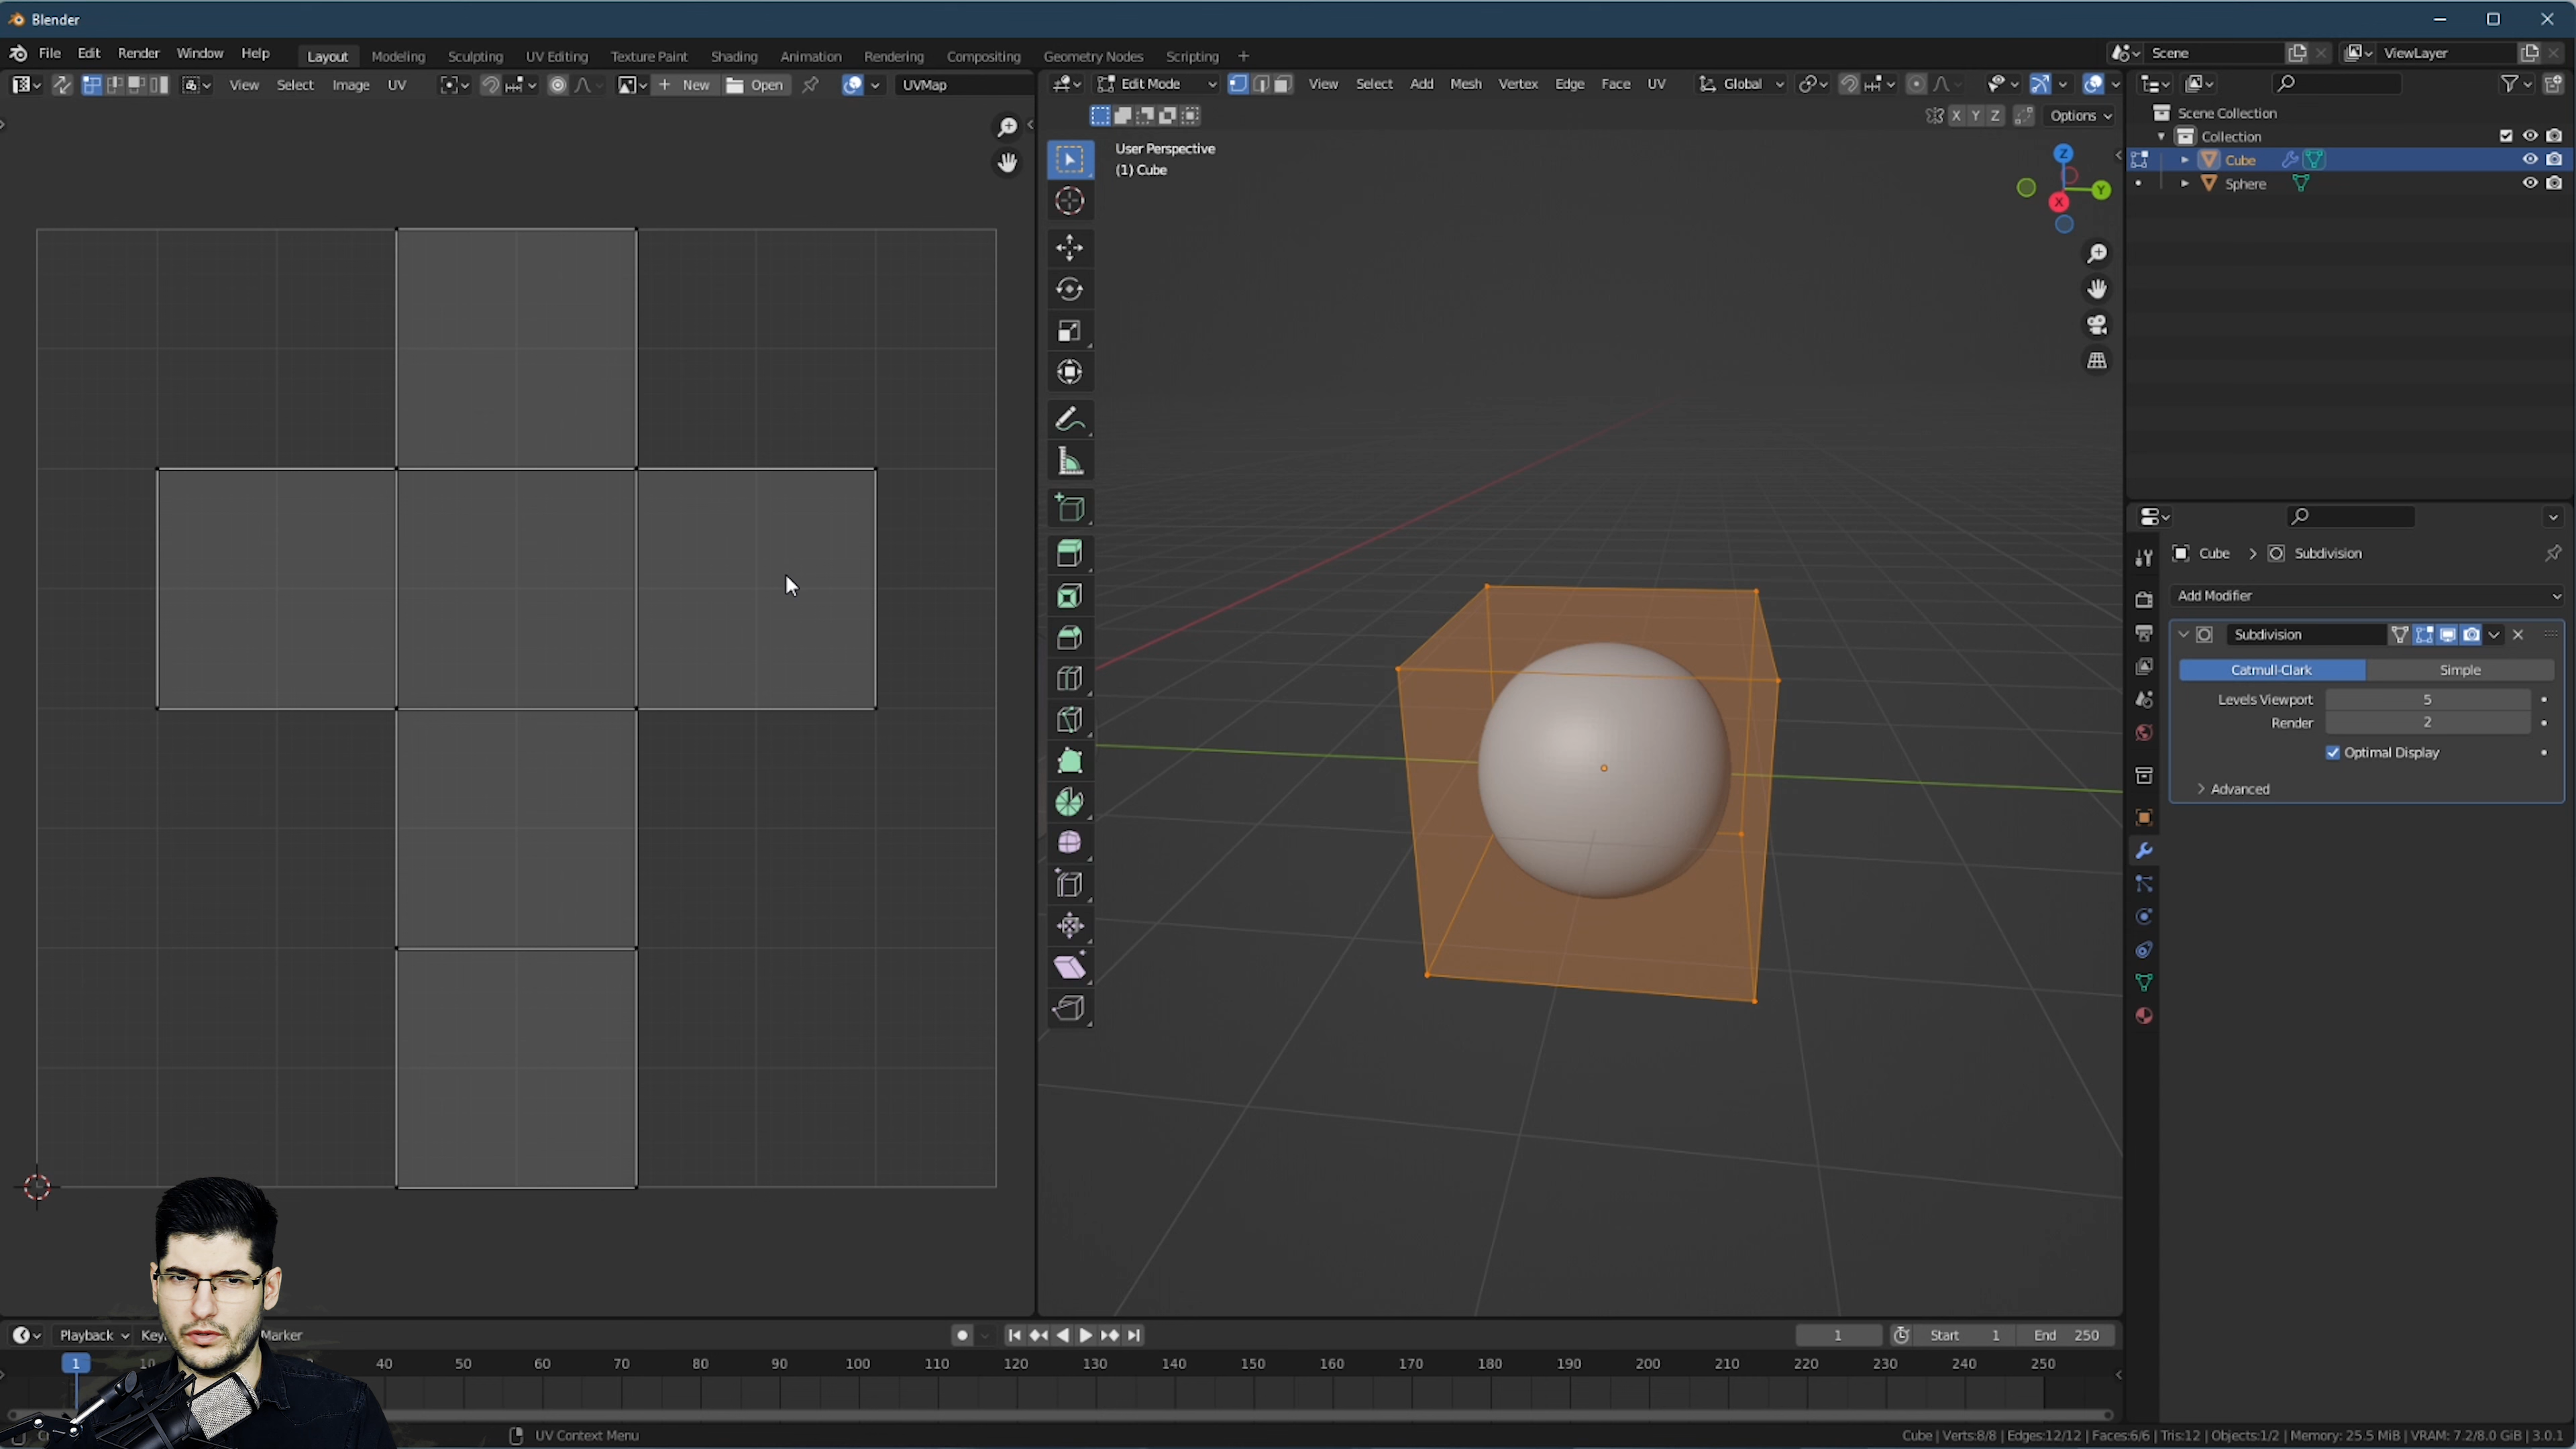 Blender
File Edit Render Window Help Layout Modeling Sculpting UV Editing Texture Paint Shading Animation Rendering Compositing Geometry Nodes Scripting + Scene ViewLayer
View Select Image UV New Open UVMap
Edit Mode View Select Add Mesh Vertex Edge Face UV Global
X Y Z Options
User Perspective
(1) Cube
Z
Y
X
Scene Collection
Collection
Cube
Sphere
Cube > Subdivision
Add Modifier
Subdivision
Catmull-Clark Simple
Levels Viewport 5
Render 2
Optimal Display
Advanced
Playback Marker 1 Start 1 End 250
1 10 40 50 60 70 80 90 100 110 120 130 140 150 160 170 180 190 200 210 220 230 240 250
UV Context Menu
Cube | Verts:8/8 | Edges:12/12 | Faces:6/6 | Tris:12 | Objects:1/2 | Memory: 25.5 MiB | VRAM: 7.2/8.0 GiB | 3.0.1